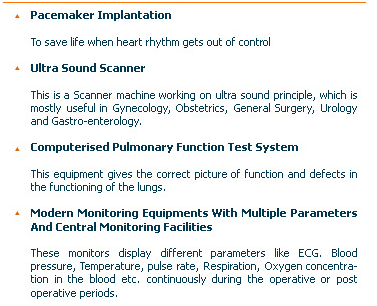 Pacemaker Implantation
To save life when heart rhythm gets out of control
Ultra Sound Scanner
This is a Scanner machine working on ultra sound principle, which is
mostly useful in Gynecology, Obstetrics, General Surgery, Urology
and Gastro-enterology.
Computerised Pulmonary Function Test System
This equipment gives the correct picture of function and defects in
the functioning of the lungs.
Modern Monitoring Equipments With Multiple Parameters
And Central Monitoring Facilities
These monitors display different parameters like ECG. Blood
pressure, Temperature, pulse rate, Respiration, Oxygen concentra-
tion in the blood etc. continuously during the operative or post
operative periods.